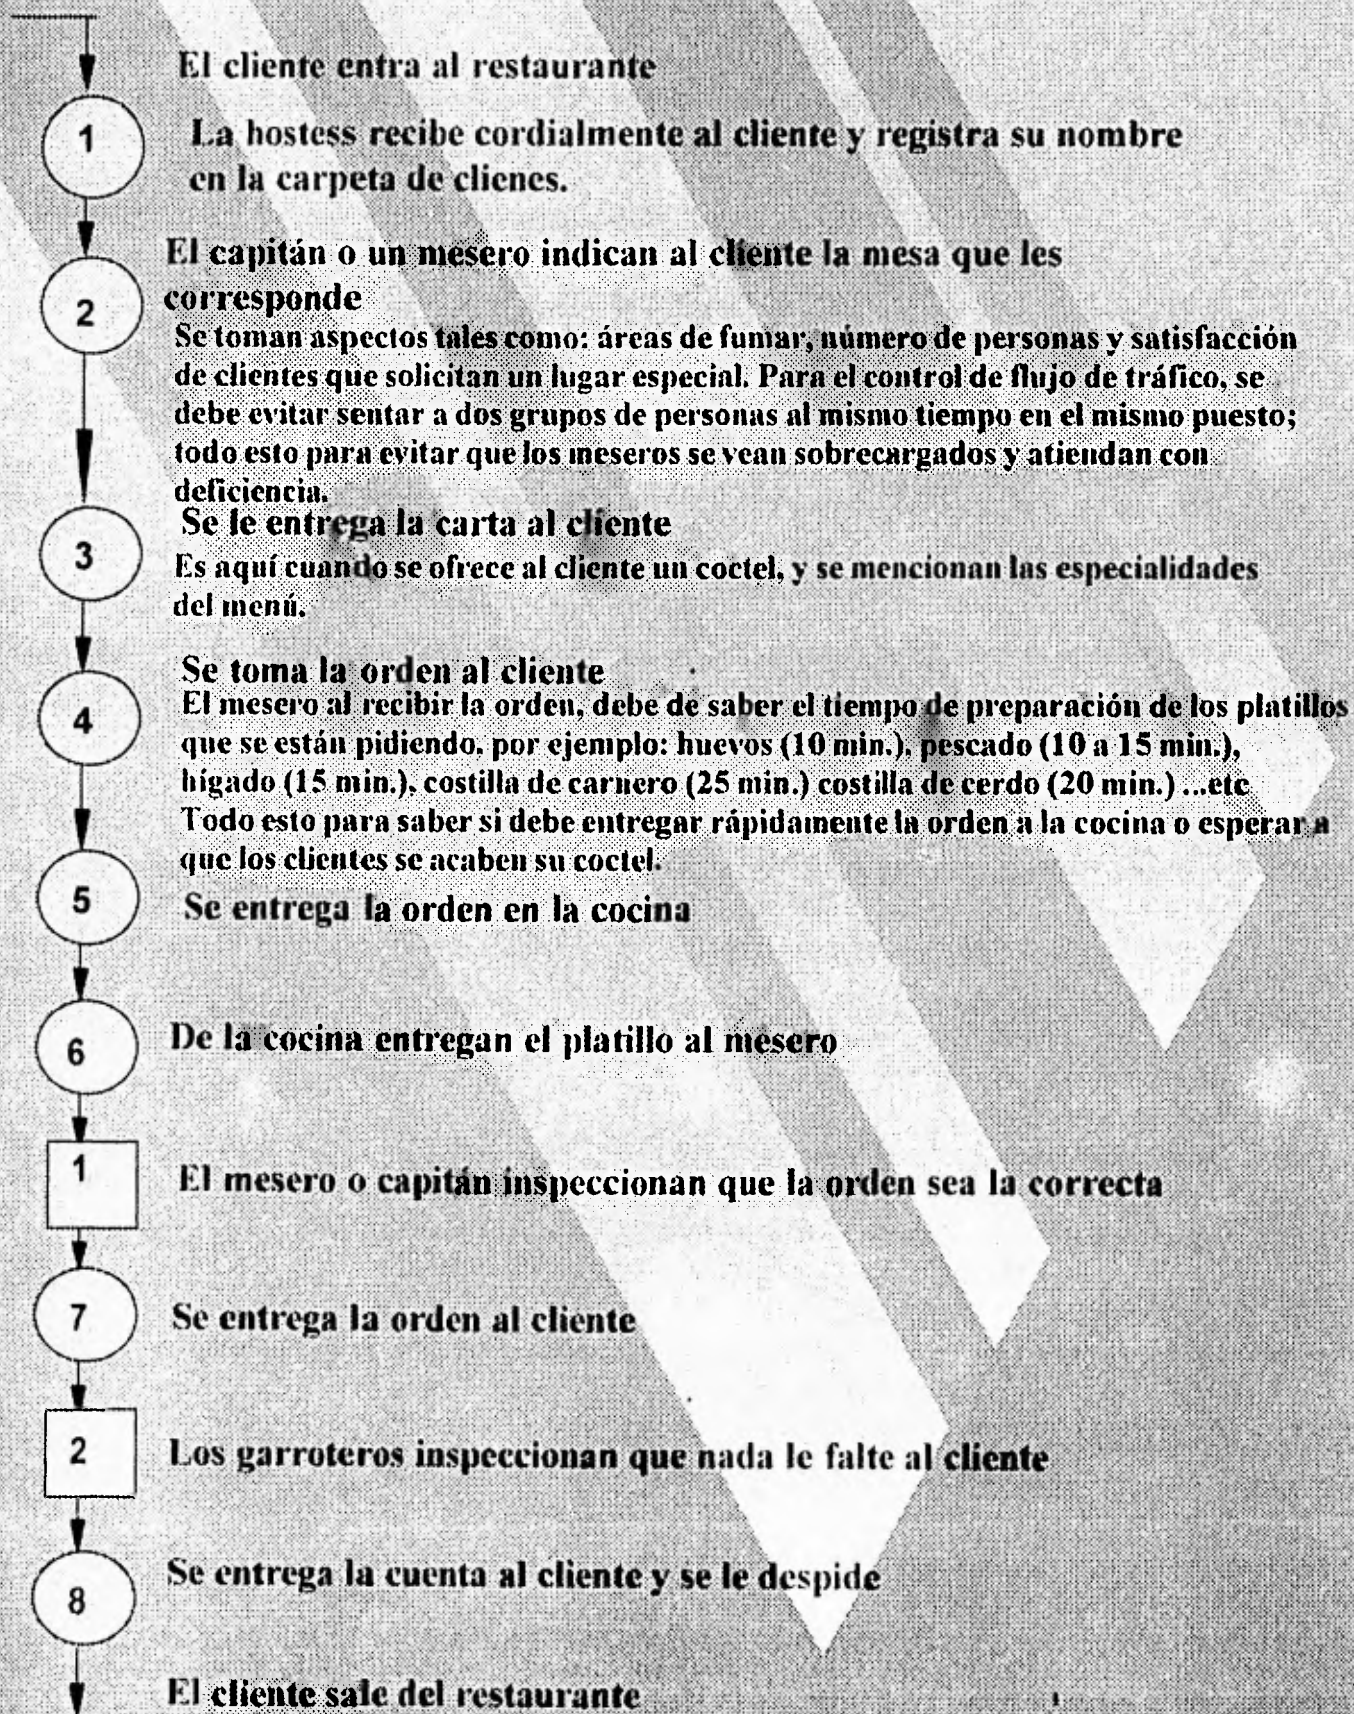 El cliente entra al restaurante
1
La hostess recibe cordialmente al cliente y registra su nombre
en la carpeta de clienes.
2
El capitán o un mesero indican al cliente la mesa que les
corresponde
Se toman aspectos tales como: áreas de fumar, número de personas y satisfacción
de clientes que solicitan un lugar especial. Para el control de flujo de tráfico, se
debe evitar sentar a dos grupos de personas al mismo tiempo en el mismo puesto;
todo esto para evitar que los meseros se vean sobrecargados y atiendan con
deficiencia.
3
Se le entrega la carta al cliente
Es aquí cuando se ofrece al cliente un coctel, y se mencionan las especialidades
del menú.
4
Se toma la orden al cliente
El mesero al recibir la orden, debe de saber el tiempo de preparación de los platillos
que se están pidiendo, por ejemplo: huevos (10 min.), pescado (10 a 15 min.),
hígado (15 min.), costilla de carnero (25 min.) costilla de cerdo (20 min.) ...etc
Todo esto para saber si debe entregar rápidamente la orden a la cocina o esperar a
que los clientes se acaben su coctel.
5
Se entrega la orden en la cocina
6
De la cocina entregan el platillo al mesero
1
El mesero o capitán inspeccionan que la orden sea la correcta
7
Se entrega la orden al cliente
2
Los garroteros inspeccionan que nada le falte al cliente
8
Se entrega la cuenta al cliente y se le despide
El cliente sale del restaurante